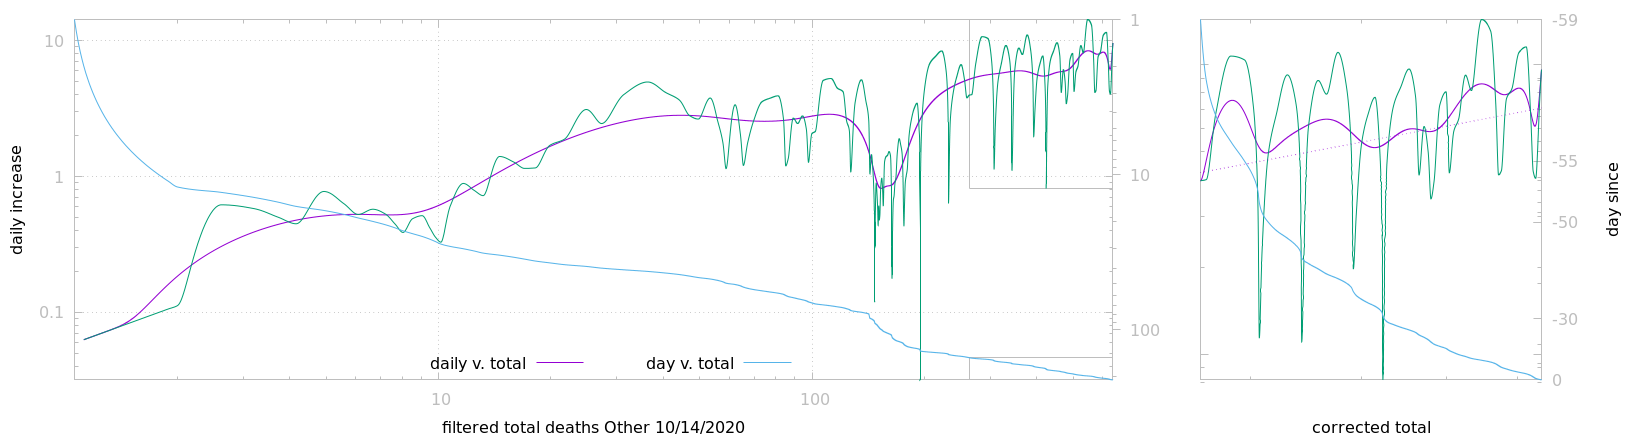 10
1
0.1
daily increase
1
10
100
daily v. total
day v. total
10
100
filtered total deaths Other 10/14/2020
-59
-55
-50
-30
0
day since
corrected total